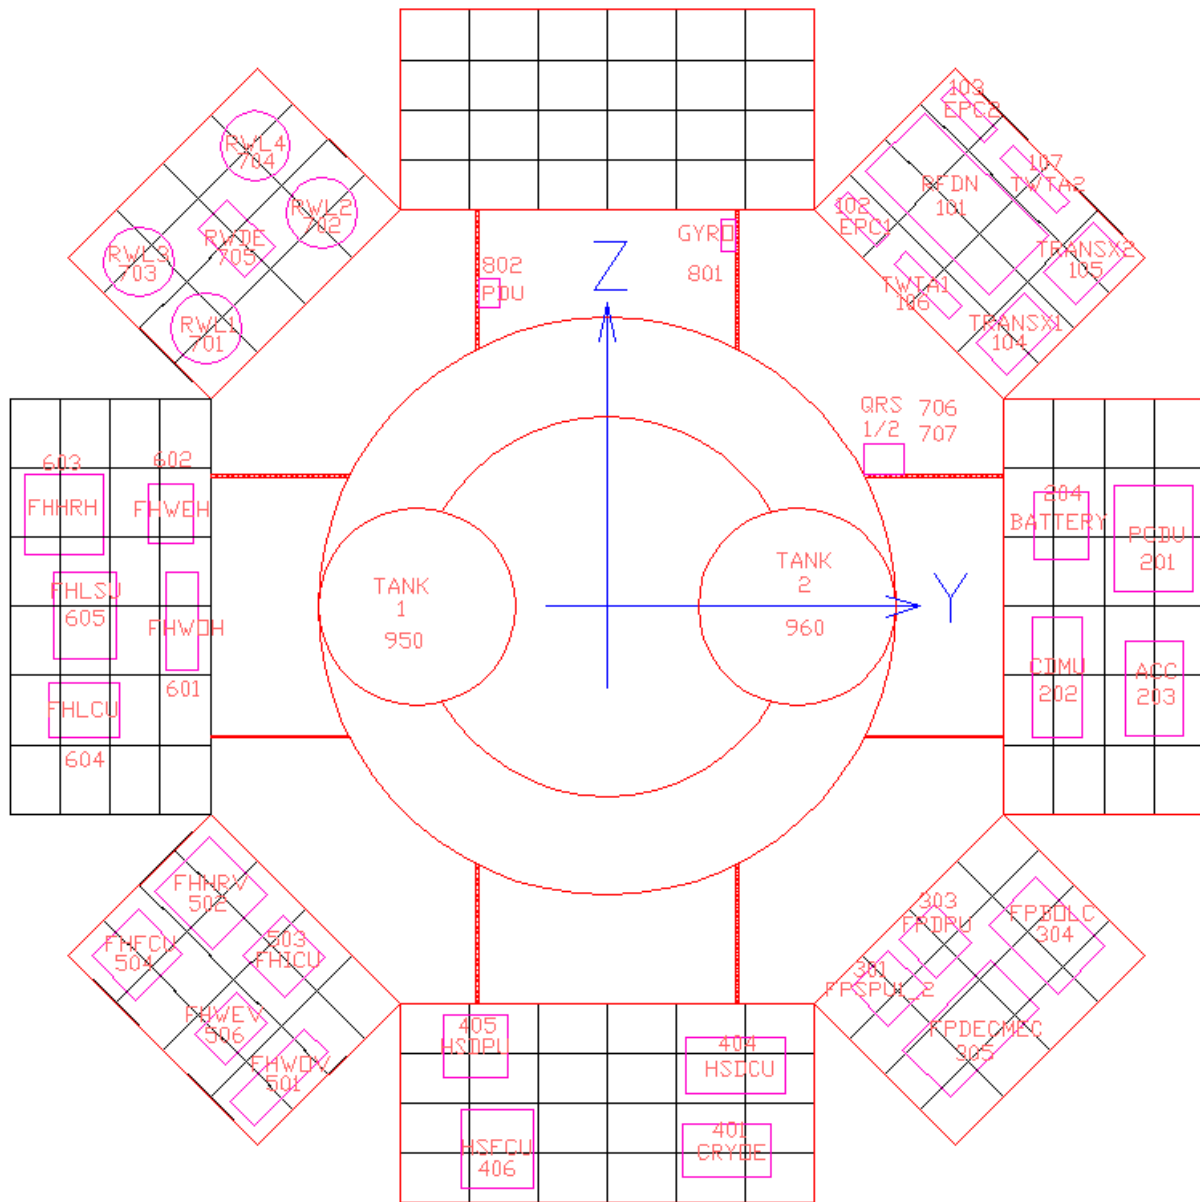 103
EPC2
RWL4
704
107
TWTA2
RFDN
101
102
EPC1
RWL2
702
RWDE
705
RWL3
703
RWL1
701
TRANSX2
105
TWTA1
106
TRANSX1
104
GYRO
801
802
PDU
Z
QRS 706
1/2 707
603
FHHRH
602
FHWEH
204
BATTERY
PCDU
201
FHLSU
605
FHWOH
601
TANK
1
950
TANK
2
960
Y
CDMU
202
ACC
203
FHLCU
604
FHHRV
502
503
FHICU
FHFCU
504
FHWEV
506
FHWOV
501
303
FPDPU
FPBOLC
304
301
FPSPU1_2
FPDECMEC
305
405
HSDPU
404
HSDCU
HSFCU
406
401
CRYOE